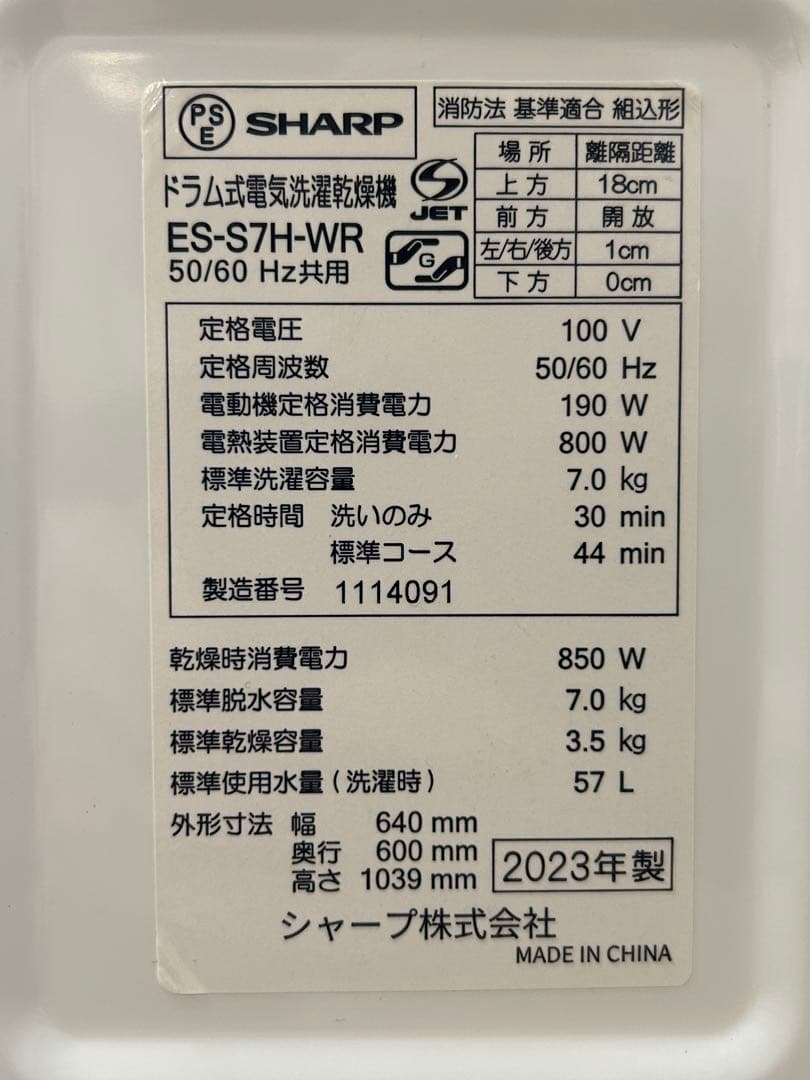 PSE SHARP
消防法 基準適合 組込形
場所 離隔距離
上方 18cm
前方 開放
左/右/後方 1cm
下方 0cm
ドラム式電気洗濯乾燥機
S JET
ES-S7H-WR
G
50/60 Hz共用
定格電圧 100 V
定格周波数 50/60 Hz
電動機定格消費電力 190 W
電熱装置定格消費電力 800 W
標準洗濯容量 7.0 kg
定格時間 洗いのみ 30 min
標準コース 44 min
製造番号 1114091
乾燥時消費電力 850 W
標準脱水容量 7.0 kg
標準乾燥容量 3.5 kg
標準使用水量(洗濯時) 57 L
外形寸法 幅 640 mm
奥行 600 mm
高さ 1039 mm
2023年製
シャープ株式会社
MADE IN CHINA